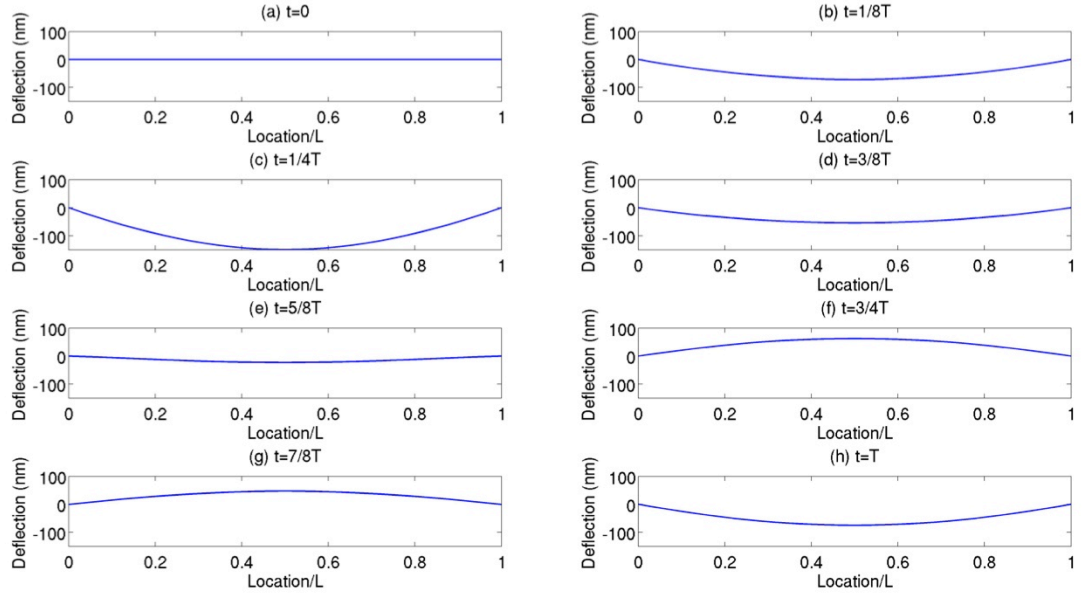 (a) t=0
100
0
-100
Deflection (nm)
0 0.2 0.4 0.6 0.8 1
Location/L
(b) t=1/8T
100
0
-100
Deflection (nm)
0 0.2 0.4 0.6 0.8 1
Location/L
(c) t=1/4T
100
0
-100
Deflection (nm)
0 0.2 0.4 0.6 0.8 1
Location/L
(d) t=3/8T
100
0
-100
Deflection (nm)
0 0.2 0.4 0.6 0.8 1
Location/L
(e) t=5/8T
100
0
-100
Deflection (nm)
0 0.2 0.4 0.6 0.8 1
Location/L
(f) t=3/4T
100
0
-100
Deflection (nm)
0 0.2 0.4 0.6 0.8 1
Location/L
(g) t=7/8T
100
0
-100
Deflection (nm)
0 0.2 0.4 0.6 0.8 1
Location/L
(h) t=T
100
0
-100
Deflection (nm)
0 0.2 0.4 0.6 0.8 1
Location/L